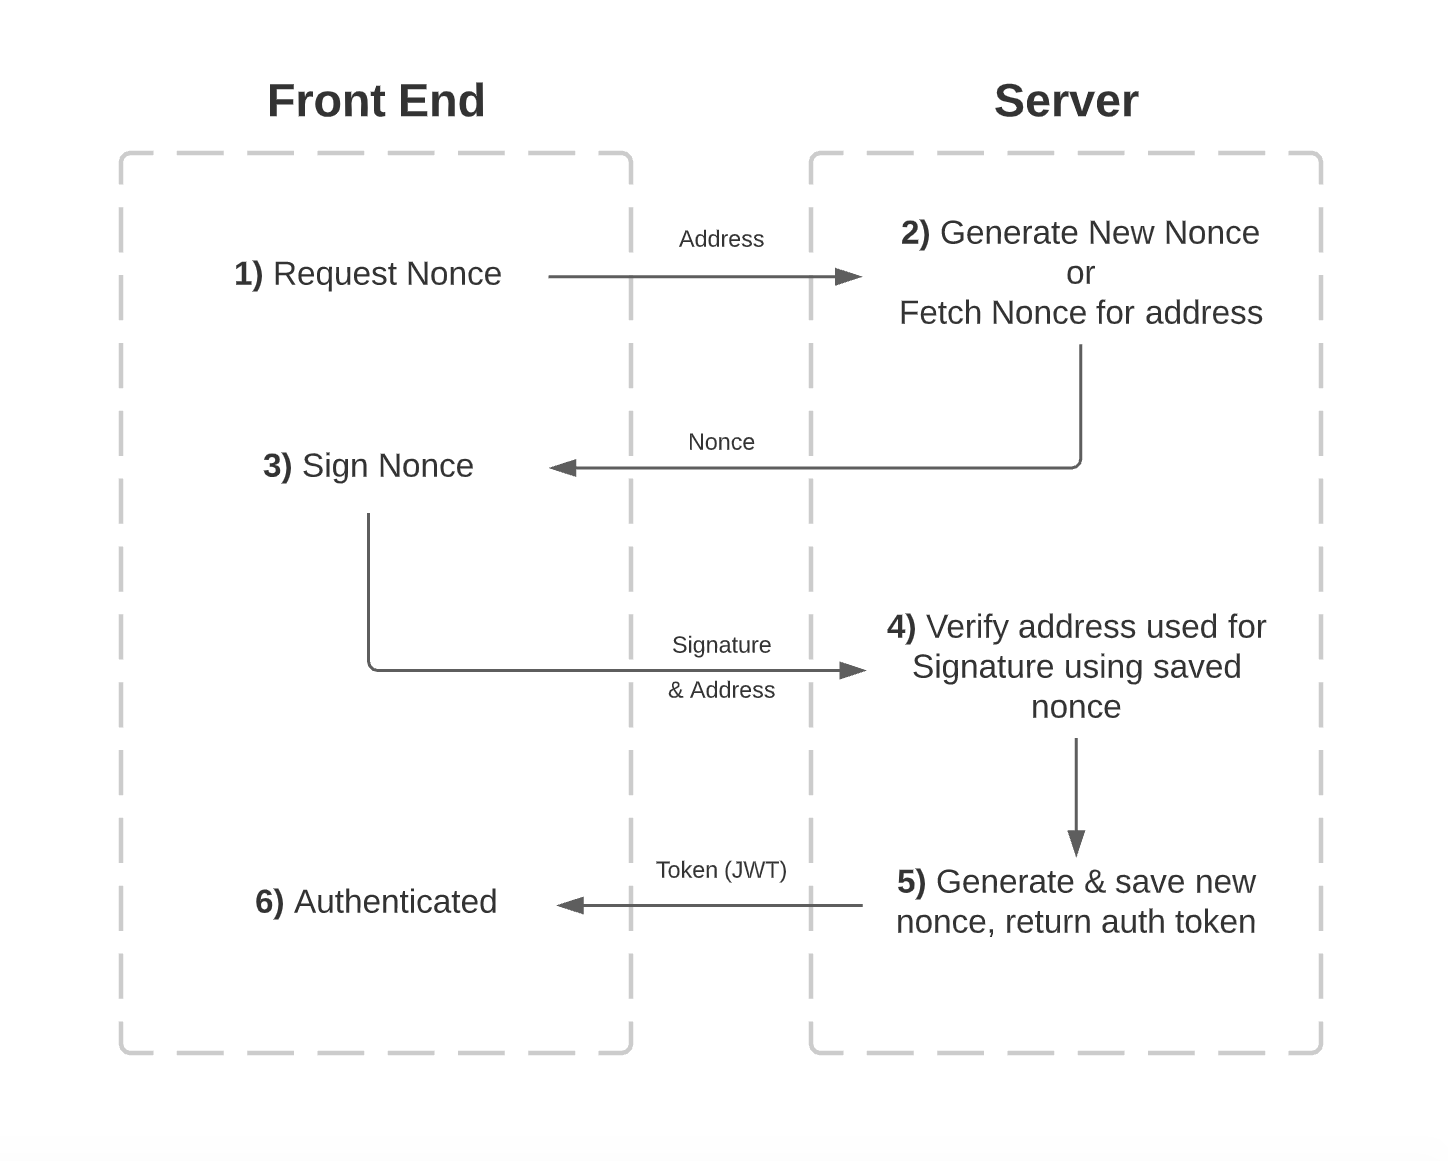 Front End
Server
Address
1) Request Nonce
2) Generate New Nonce
or
Fetch Nonce for address
Nonce
3) Sign Nonce
Signature
& Address
4) Verify address used for
Signature using saved
nonce
Token (JWT)
5) Generate & save new
nonce, return auth token
6) Authenticated